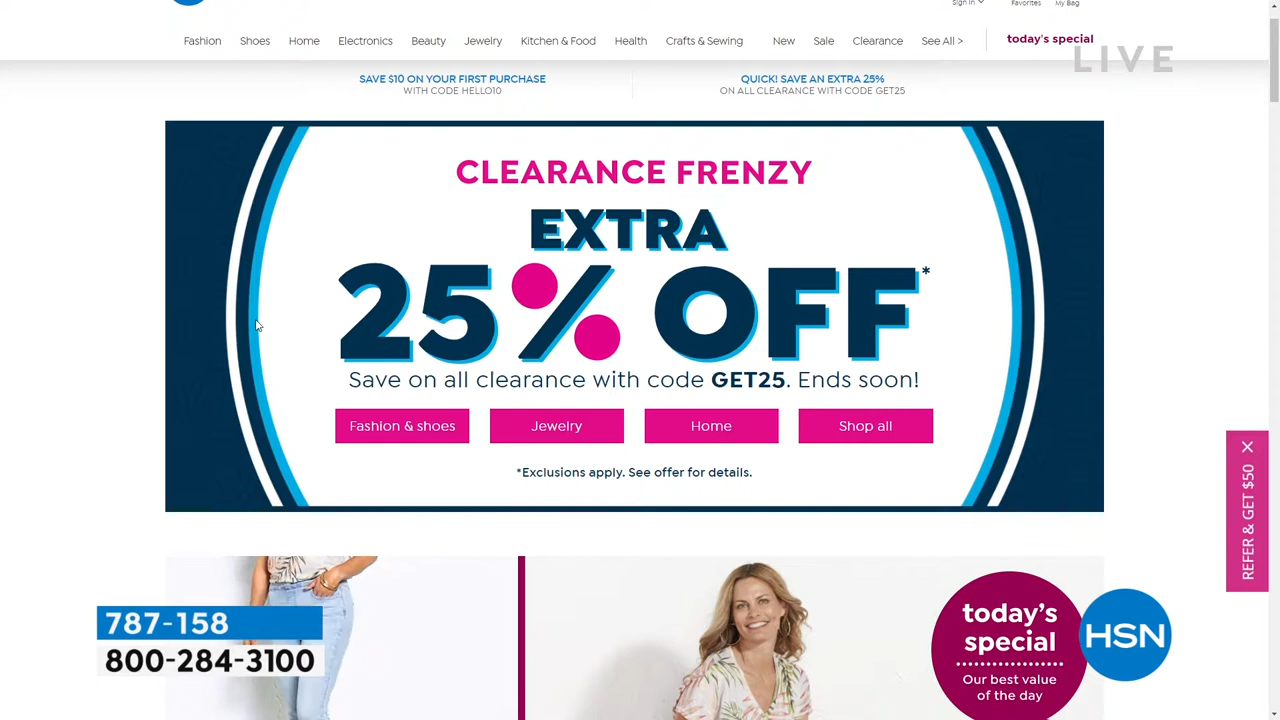 Sign In
Favorites
My Bag
Fashion Shoes Home Electronics Beauty Jewelry Kitchen & Food Health Crafts & Sewing New Sale Clearance See All > today's special
LIVE
SAVE $10 ON YOUR FIRST PURCHASE
WITH CODE HELLO10
QUICK! SAVE AN EXTRA 25%
ON ALL CLEARANCE WITH CODE GET25
CLEARANCE FRENZY
EXTRA
25% OFF*
Save on all clearance with code GET25. Ends soon!
Fashion & shoes Jewelry Home Shop all
*Exclusions apply. See offer for details.
REFER & GET $50
787-158
800-284-3100
today's
special
Our best value
of the day
HSN